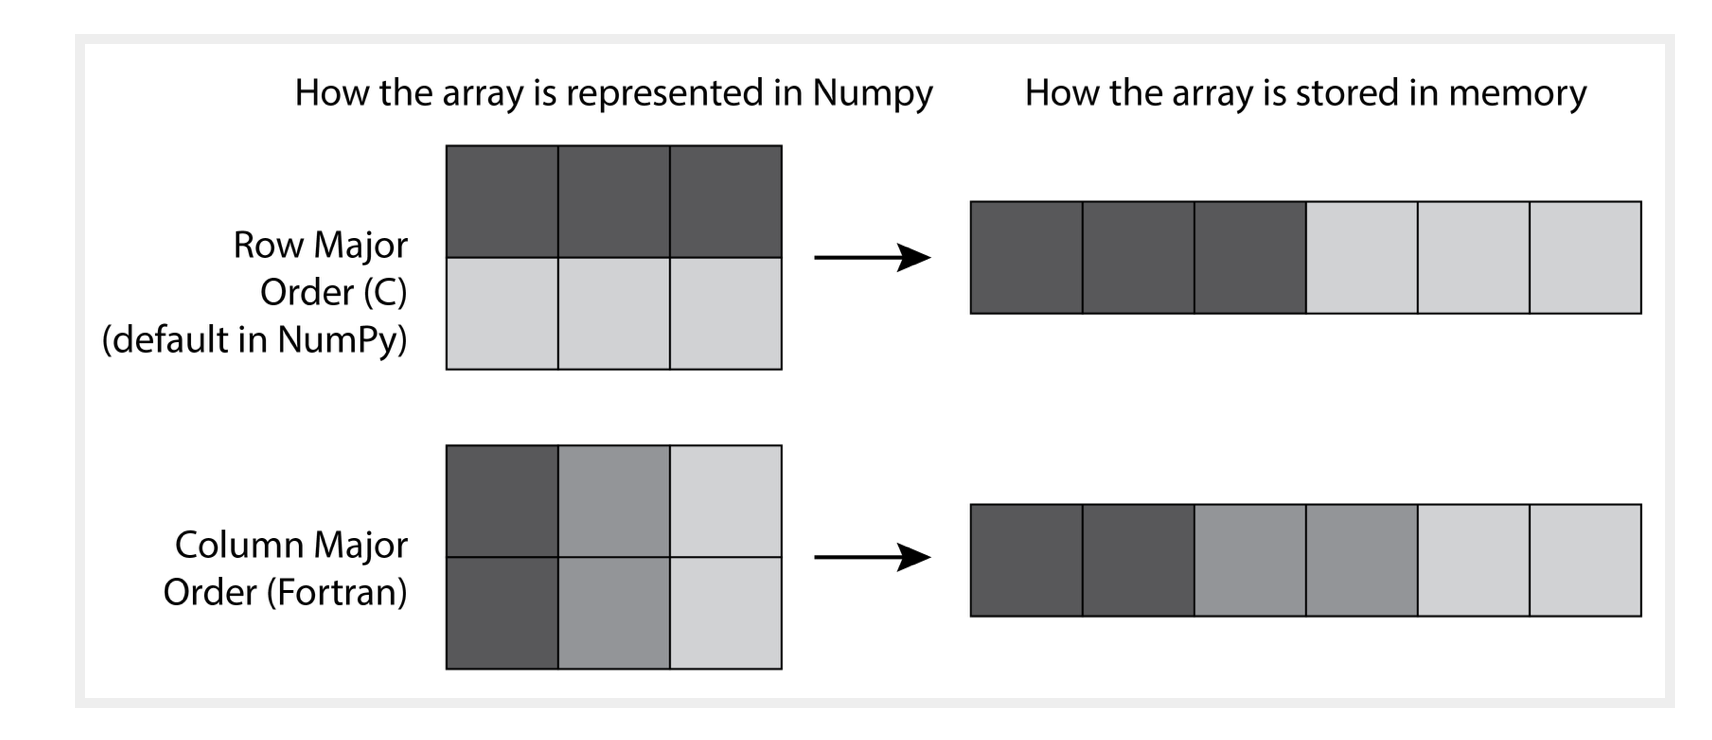 How the array is represented in Numpy
How the array is stored in memory
Row Major
Order (C)
(default in NumPy)
Column Major
Order (Fortran)